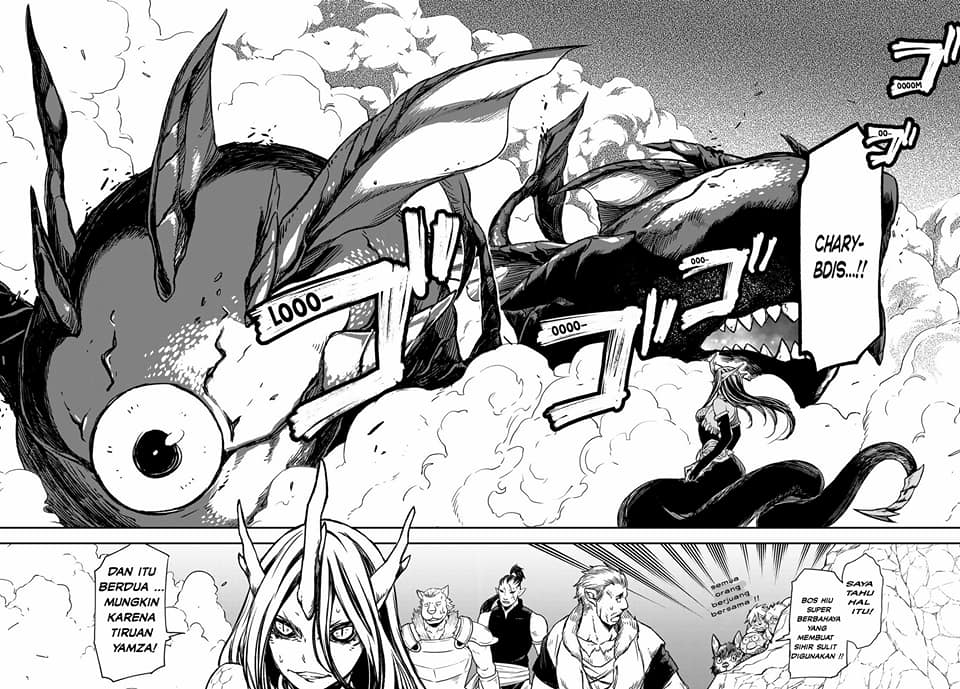 ゴ
OOOOM
ゴ
OO-
CHARY-
BDIS...!!
ゴ
OOO-
ゴ
OOOO-
ゴ
LOOO-
SAYA
TAHU
HAL
ITU!
BOS HIU
SUPER
BERBAHAYA
YANG
MEMBUAT
SIHIR SULIT
DIGUNAKAN !!
semua
orang
berjuang
bersama !!
DAN ITU
BERDUA ...
MUNGKIN
KARENA
TIRUAN
YAMZA!